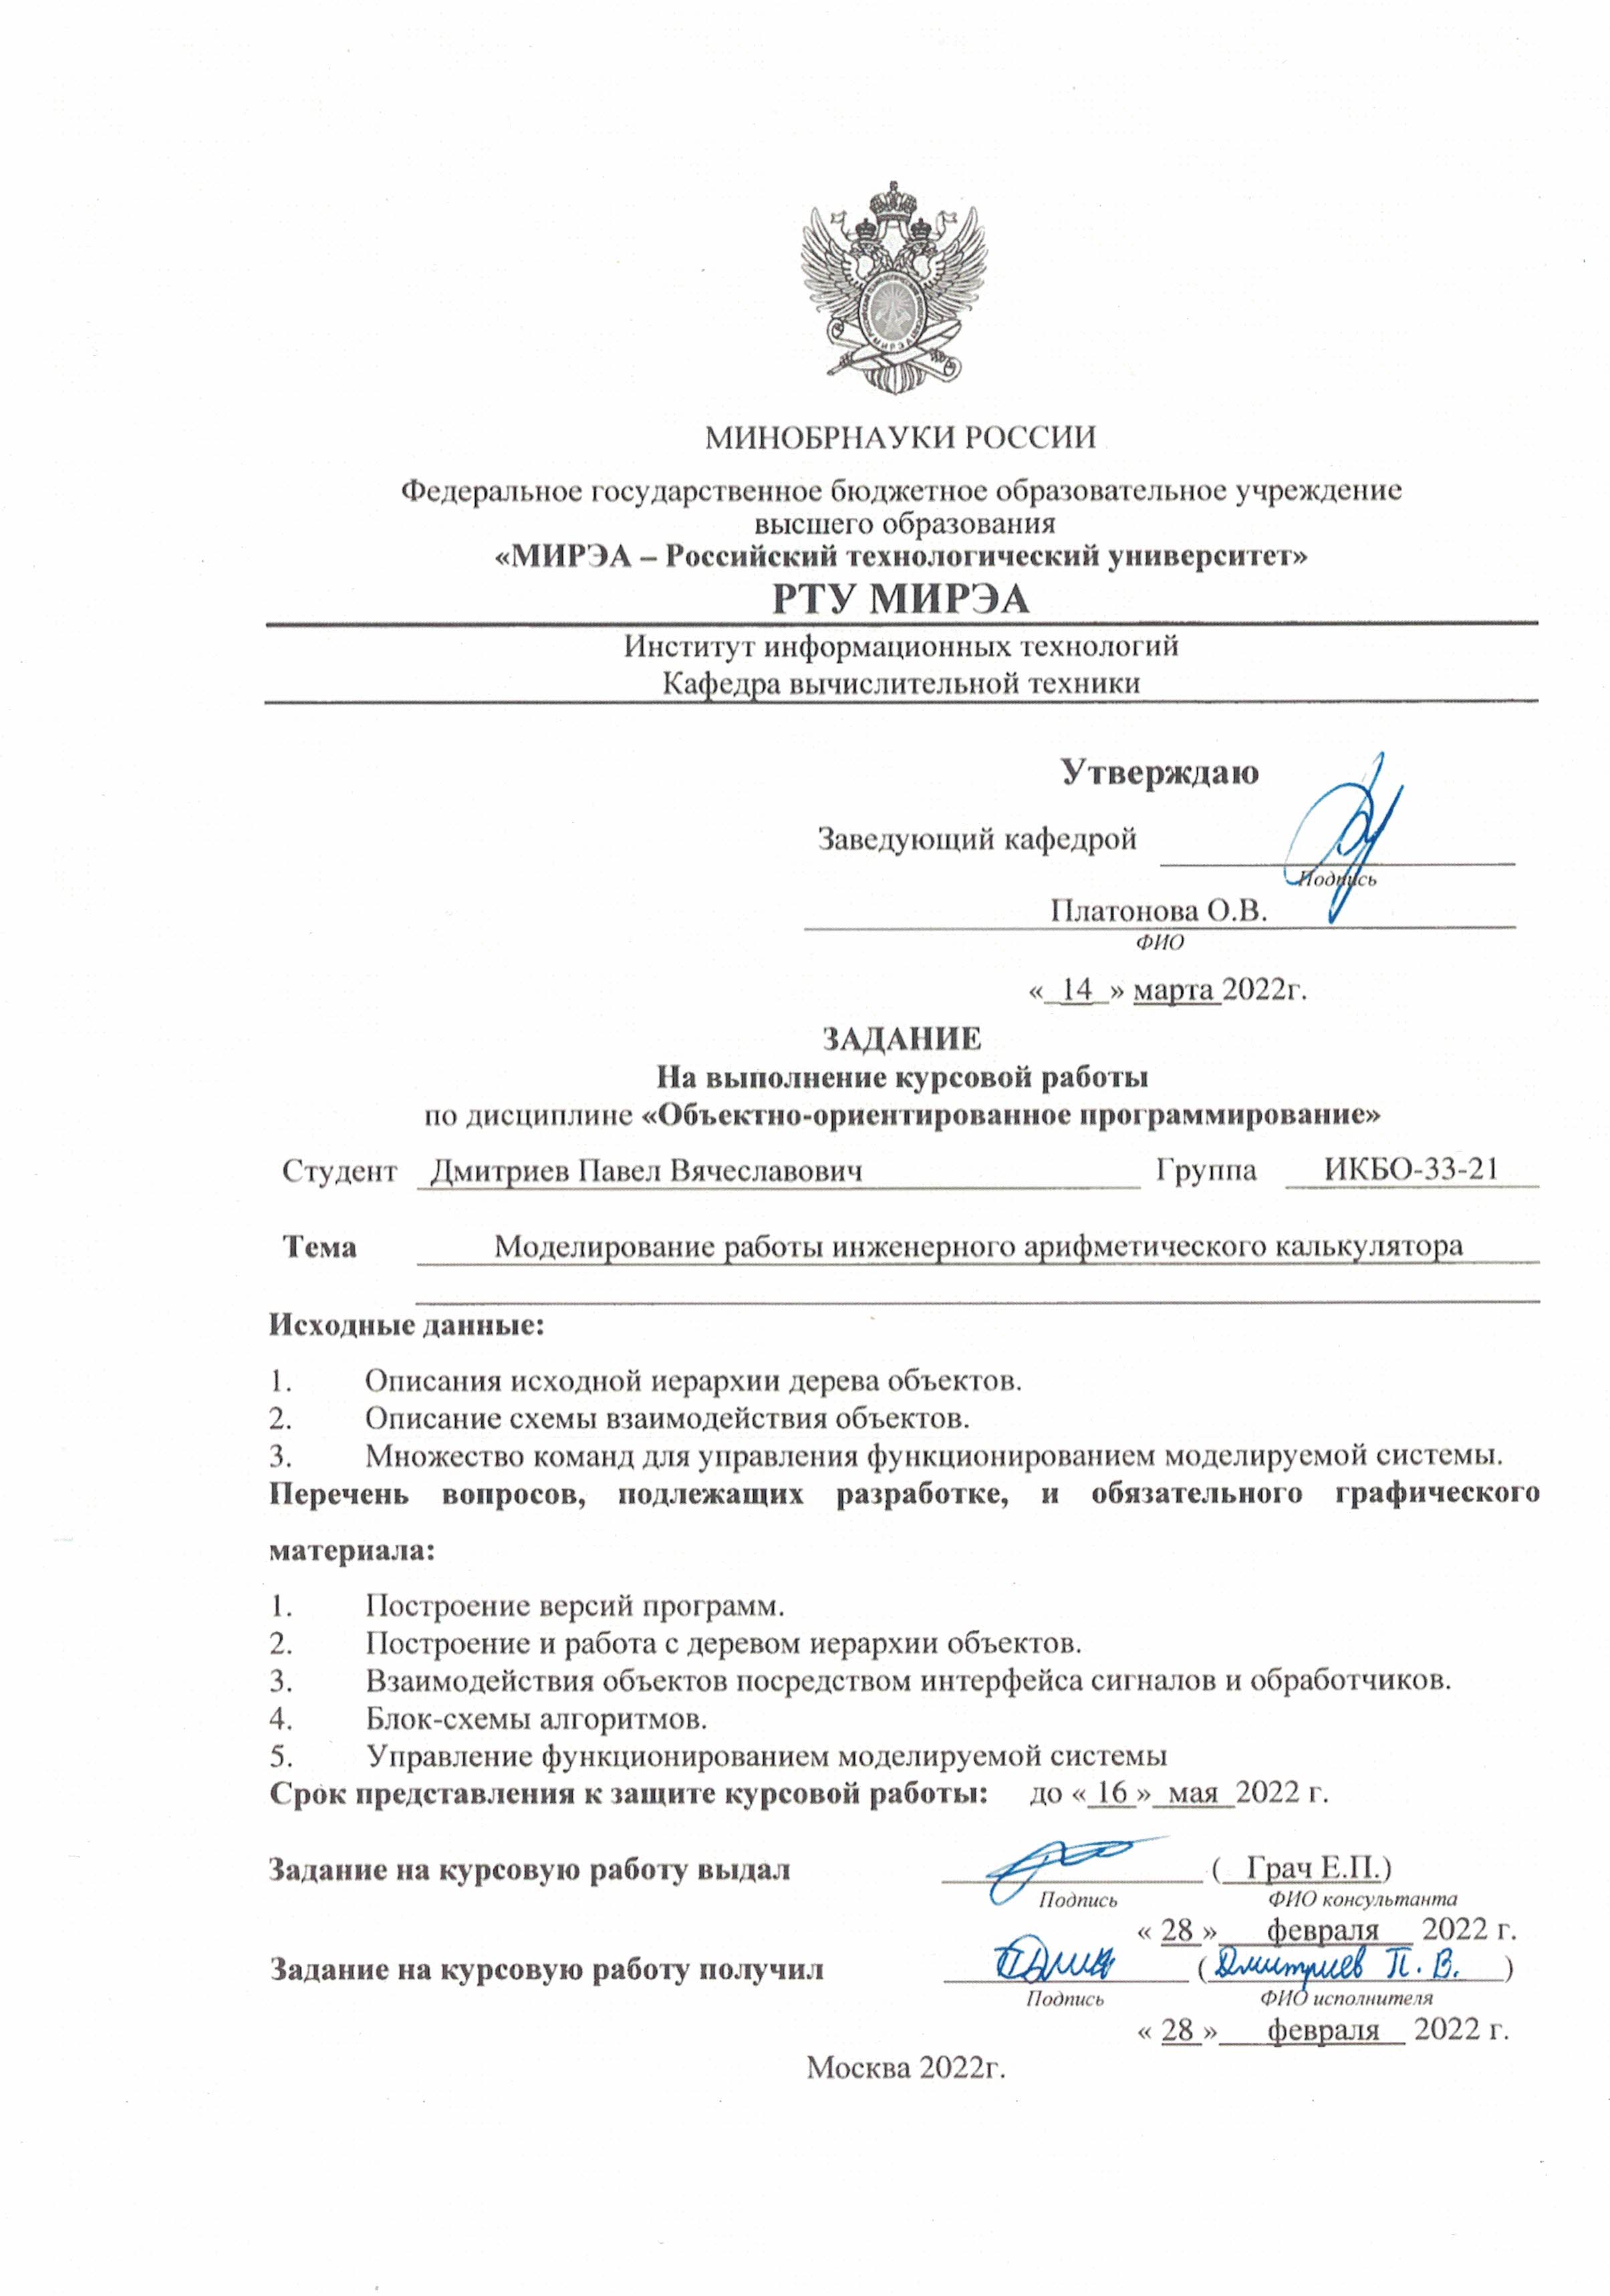 МИНОБРНАУКИ РОССИИ
Федеральное государственное бюджетное образовательное учреждение
высшего образования
«МИРЭА – Российский технологический университет»
РТУ МИРЭА
Институт информационных технологий
Кафедра вычислительной техники
Утверждаю
Заведующий кафедрой
Подпись
Платонова О.В.
ФИО
«_14_» марта 2022г.
ЗАДАНИЕ
На выполнение курсовой работы
по дисциплине «Объектно-ориентированное программирование»
Студент Дмитриев Павел Вячеславович Группа ИКБО-33-21
Тема Моделирование работы инженерного арифметического калькулятора
Исходные данные:
1. Описания исходной иерархии дерева объектов.
2. Описание схемы взаимодействия объектов.
3. Множество команд для управления функционированием моделируемой системы.
Перечень вопросов, подлежащих разработке, и обязательного графического
материала:
1. Построение версий программ.
2. Построение и работа с деревом иерархии объектов.
3. Взаимодействия объектов посредством интерфейса сигналов и обработчиков.
4. Блок-схемы алгоритмов.
5. Управление функционированием моделируемой системы
Срок представления к защите курсовой работы: до « 16 » мая 2022 г.
Задание на курсовую работу выдал ( Грач Е.П.)
Подпись ФИО консультанта
« 28 » февраля 2022 г.
Задание на курсовую работу получил (Дмитриев П.В.)
Подпись ФИО исполнителя
« 28 » февраля 2022 г.
Москва 2022г.